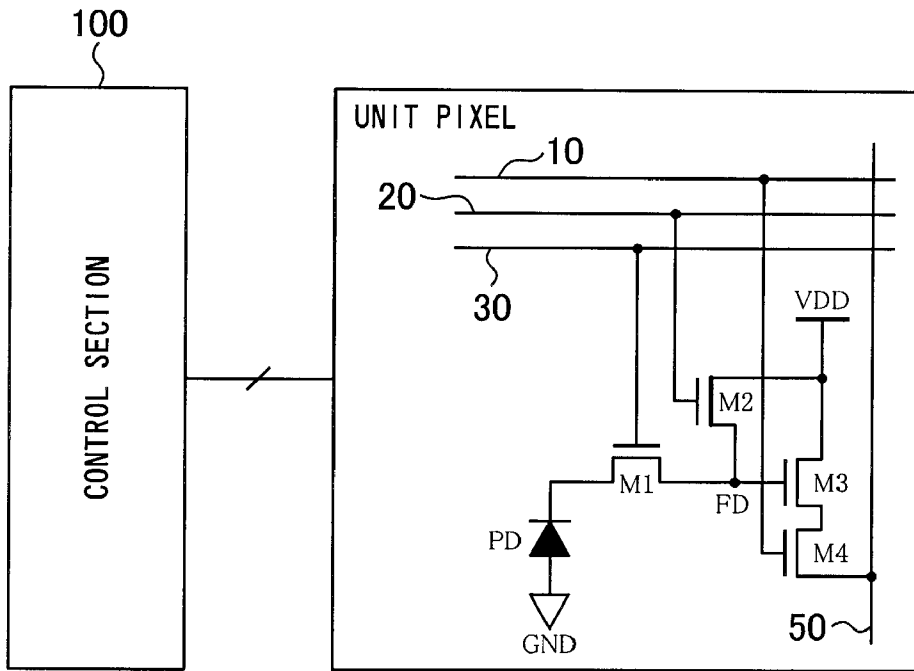 100
UNIT PIXEL
10
20
30
VDD
M2
M1
FD
M3
PD
M4
GND
50
CONTROL SECTION